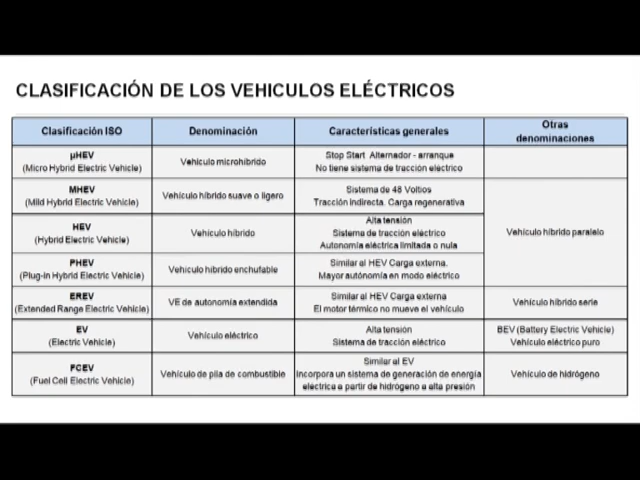 CLASIFICACIÓN DE LOS VEHICULOS ELÉCTRICOS
Clasificación ISO
Denominación
Características generales
Otras
denominaciones
µHEV
(Micro Hybrid Electric Vehicle)
Vehículo microhíbrido
Stop Start Alternador - arranque
No tiene sistema de tracción eléctrico
MHEV
(Mild Hybrid Electric Vehicle)
Vehículo híbrido suave o ligero
Sistema de 48 Voltios
Tracción indirecta. Carga regenerativa
HEV
(Hybrid Electric Vehicle)
Vehículo híbrido
Alta tensión
Sistema de tracción eléctrico
Autonomía eléctrica limitada o nula
Vehículo híbrido paralelo
PHEV
(Plug-in Hybrid Electric Vehicle)
Vehículo híbrido enchufable
Similar al HEV Carga externa.
Mayor autónomía en modo eléctrico
EREV
(Extended Range Electric Vehicle)
VE de autonomía extendida
Similar al HEV Carga externa
El motor térmico no mueve el vehículo
Vehículo híbrido serie
EV
(Electric Vehicle)
Vehículo eléctrico
Alta tensión
Sistema de tracción eléctrico
BEV (Battery Electric Vehicle)
Vehículo eléctrico puro
FCEV
(Fuel Cell Electric Vehicle)
Vehículo de pila de combustible
Similar al EV
Incorpora un sistema de generación de energía
eléctrica a partir de hidrógeno a alta presión
Vehículo de hidrógeno